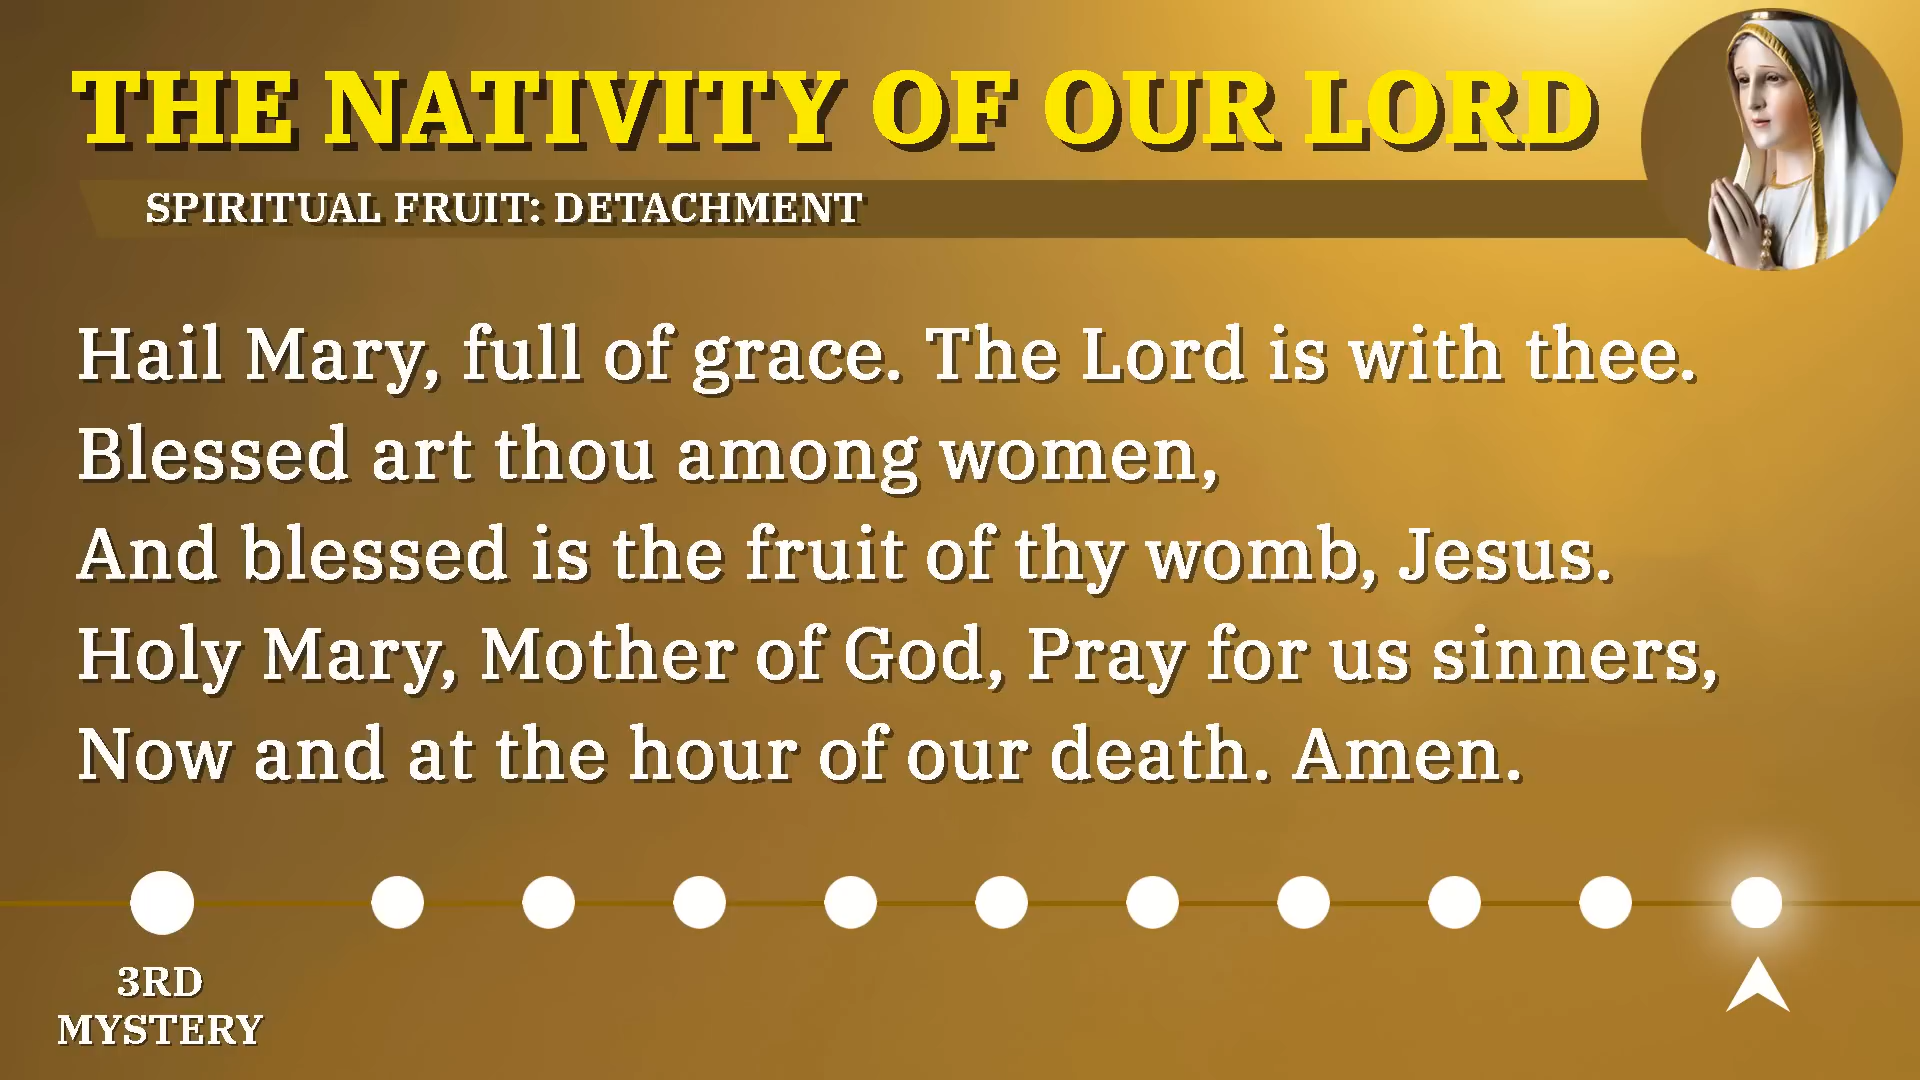 THE NATIVITY OF OUR LORD
SPIRITUAL FRUIT: DETACHMENT
Hail Mary, full of grace. The Lord is with thee.
Blessed art thou among women,
And blessed is the fruit of thy womb, Jesus.
Holy Mary, Mother of God, Pray for us sinners,
Now and at the hour of our death. Amen.
3RD
MYSTERY